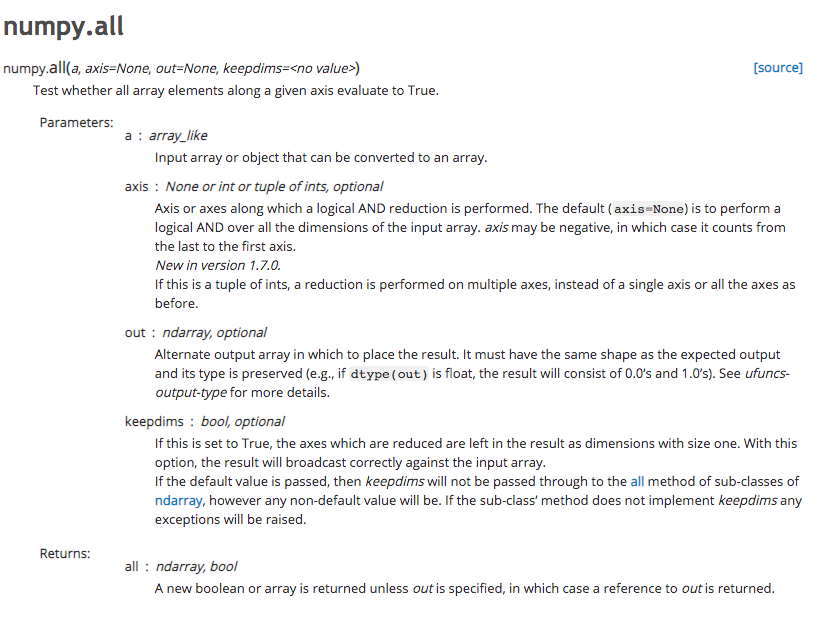 numpy.all
numpy.all(a, axis=None, out=None, keepdims=<no value>) [source]
Test whether all array elements along a given axis evaluate to True.
Parameters:
a : array_like
Input array or object that can be converted to an array.
axis : None or int or tuple of ints, optional
Axis or axes along which a logical AND reduction is performed. The default (axis=None) is to perform a
logical AND over all the dimensions of the input array. axis may be negative, in which case it counts from
the last to the first axis.
New in version 1.7.0.
If this is a tuple of ints, a reduction is performed on multiple axes, instead of a single axis or all the axes as
before.
out : ndarray, optional
Alternate output array in which to place the result. It must have the same shape as the expected output
and its type is preserved (e.g., if dtype(out) is float, the result will consist of 0.0’s and 1.0’s). See ufuncs-
output-type for more details.
keepdims : bool, optional
If this is set to True, the axes which are reduced are left in the result as dimensions with size one. With this
option, the result will broadcast correctly against the input array.
If the default value is passed, then keepdims will not be passed through to the all method of sub-classes of
ndarray, however any non-default value will be. If the sub-class’ method does not implement keepdims any
exceptions will be raised.
Returns:
all : ndarray, bool
A new boolean or array is returned unless out is specified, in which case a reference to out is returned.